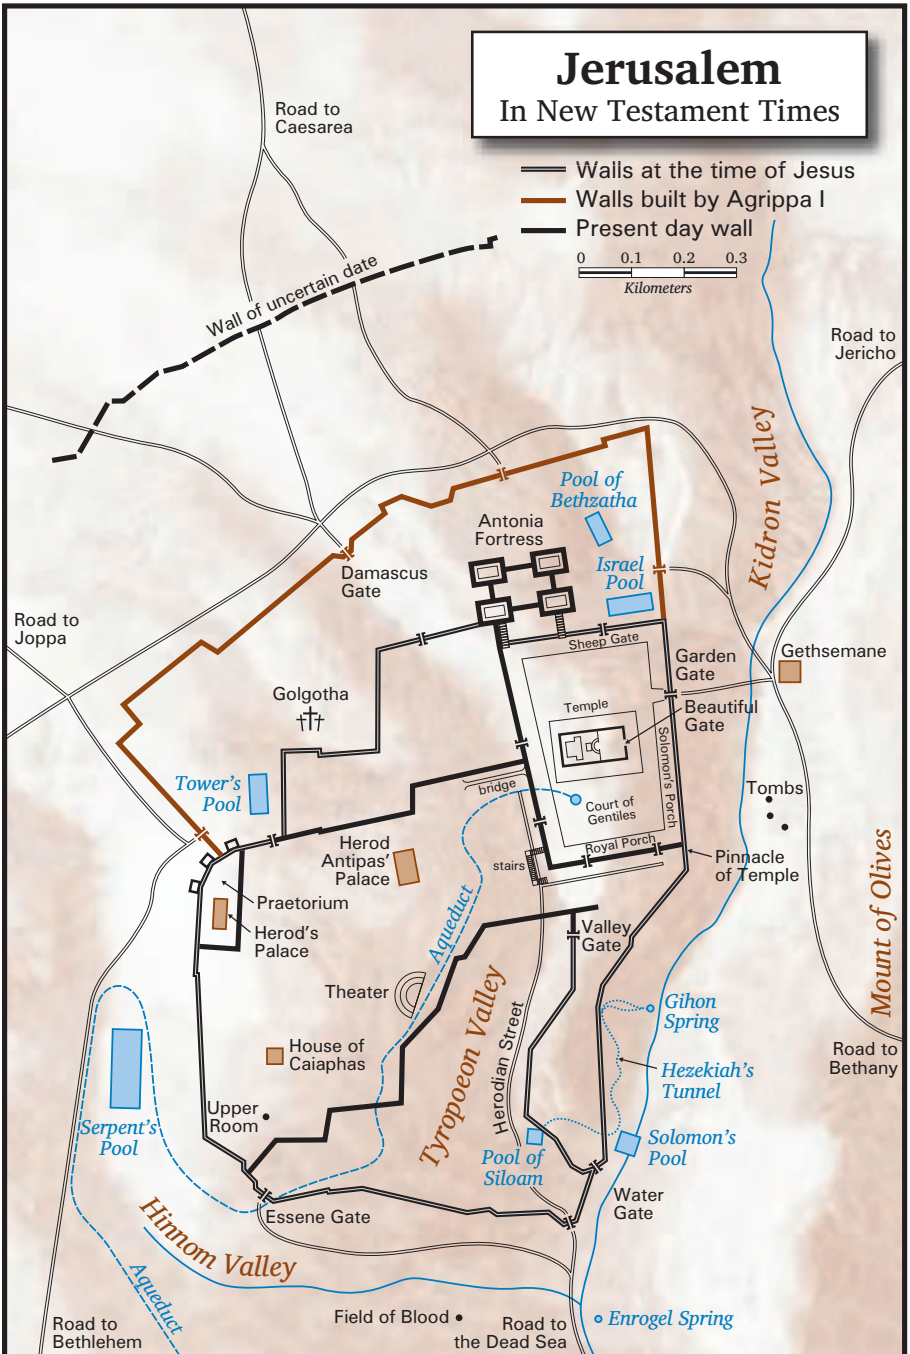 Jerusalem
In New Testament Times
Walls at the time of Jesus
Walls built by Agrippa I
Present day wall
0 0.1 0.2 0.3
Kilometers
Road to
Caesarea
Wall of uncertain date
Road to
Jericho
Kidron Valley
Pool of
Bethzatha
Antonia
Fortress
Israel
Pool
Damascus
Gate
Road to
Joppa
Sheep Gate
Garden
Gate
Gethsemane
Golgotha
Temple
Beautiful
Gate
Solomon's Porch
Tower's
Pool
bridge
Court of
Gentiles
Tombs
Herod
Antipas'
Palace
Royal Porch
stairs
Pinnacle
of Temple
Mount of Olives
Praetorium
Herod's
Palace
Aqueduct
Valley
Gate
Theater
Tyropoeon Valley
Herodian Street
Gihon
Spring
House of
Caiaphas
Hezekiah's
Tunnel
Road to
Bethany
Upper
Room
Serpent's
Pool
Pool of
Siloam
Solomon's
Pool
Water
Gate
Essene Gate
Hinnom Valley
Aqueduct
Field of Blood
Road to
the Dead Sea
Enrogel Spring
Road to
Bethlehem